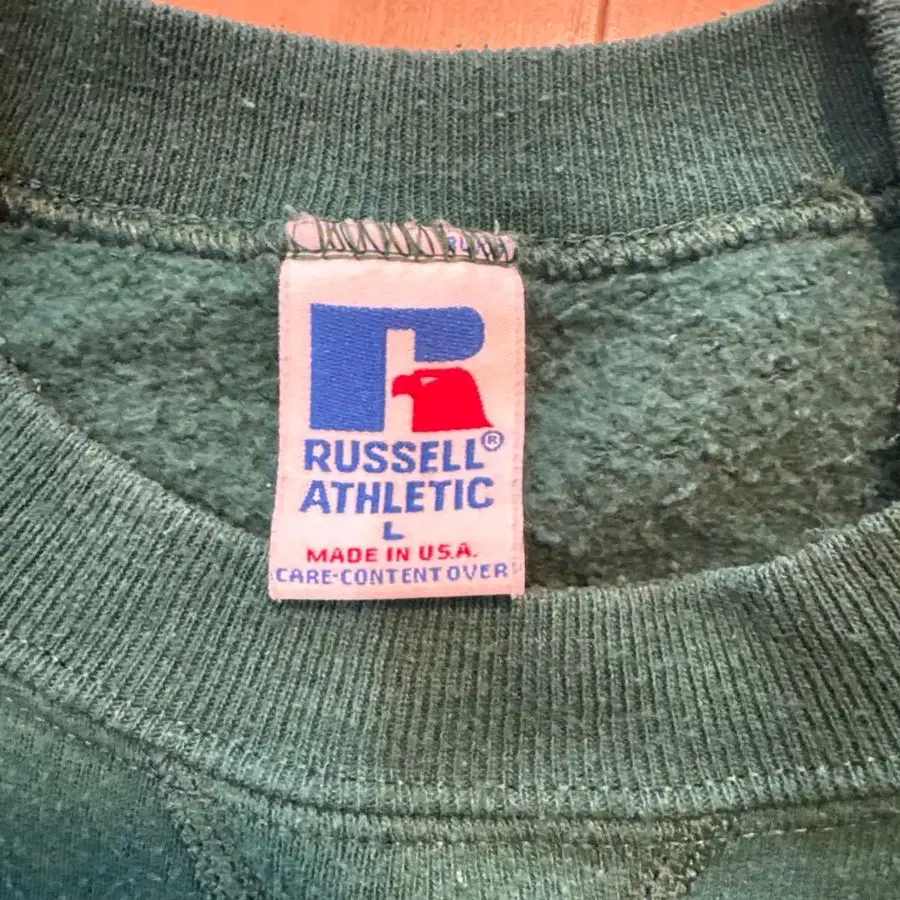 RUSSELL®
ATHLETIC
L
MADE IN U.S.A.
CARE-CONTENT OVER